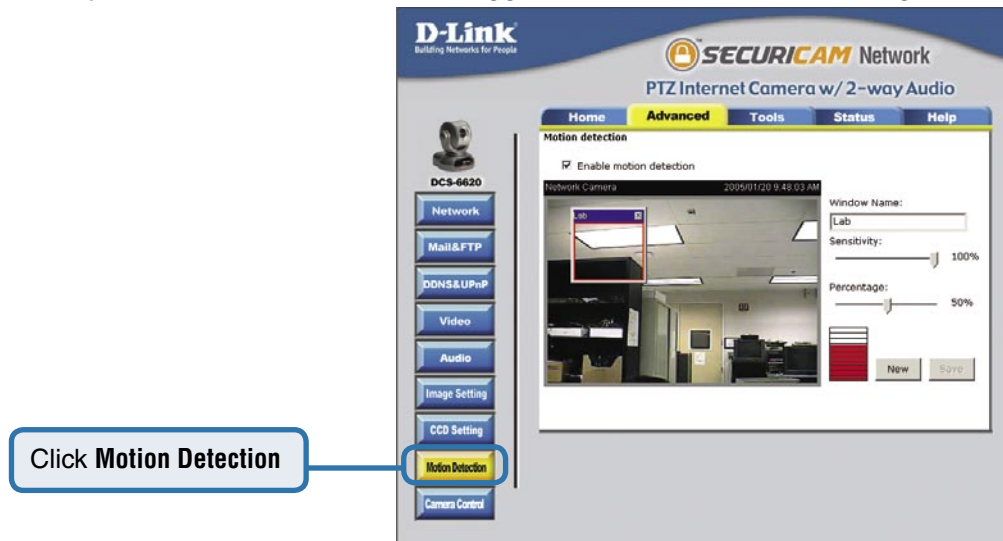 D-Link
Building Networks for People
SECURICAM Network
PTZ Internet Camera w/ 2-way Audio
Home Advanced Tools Status Help
DCS-6620
Network
Mail&FTP
DDNS&UPnP
Video
Audio
Image Setting
CCD Setting
Motion Detection
Camera Control
Motion detection
Enable motion detection
Network Camera 2005/01/20 9:48:03 AM
Lab
Window Name:
Lab
Sensitivity:
100%
Percentage:
50%
New Save
Click Motion Detection